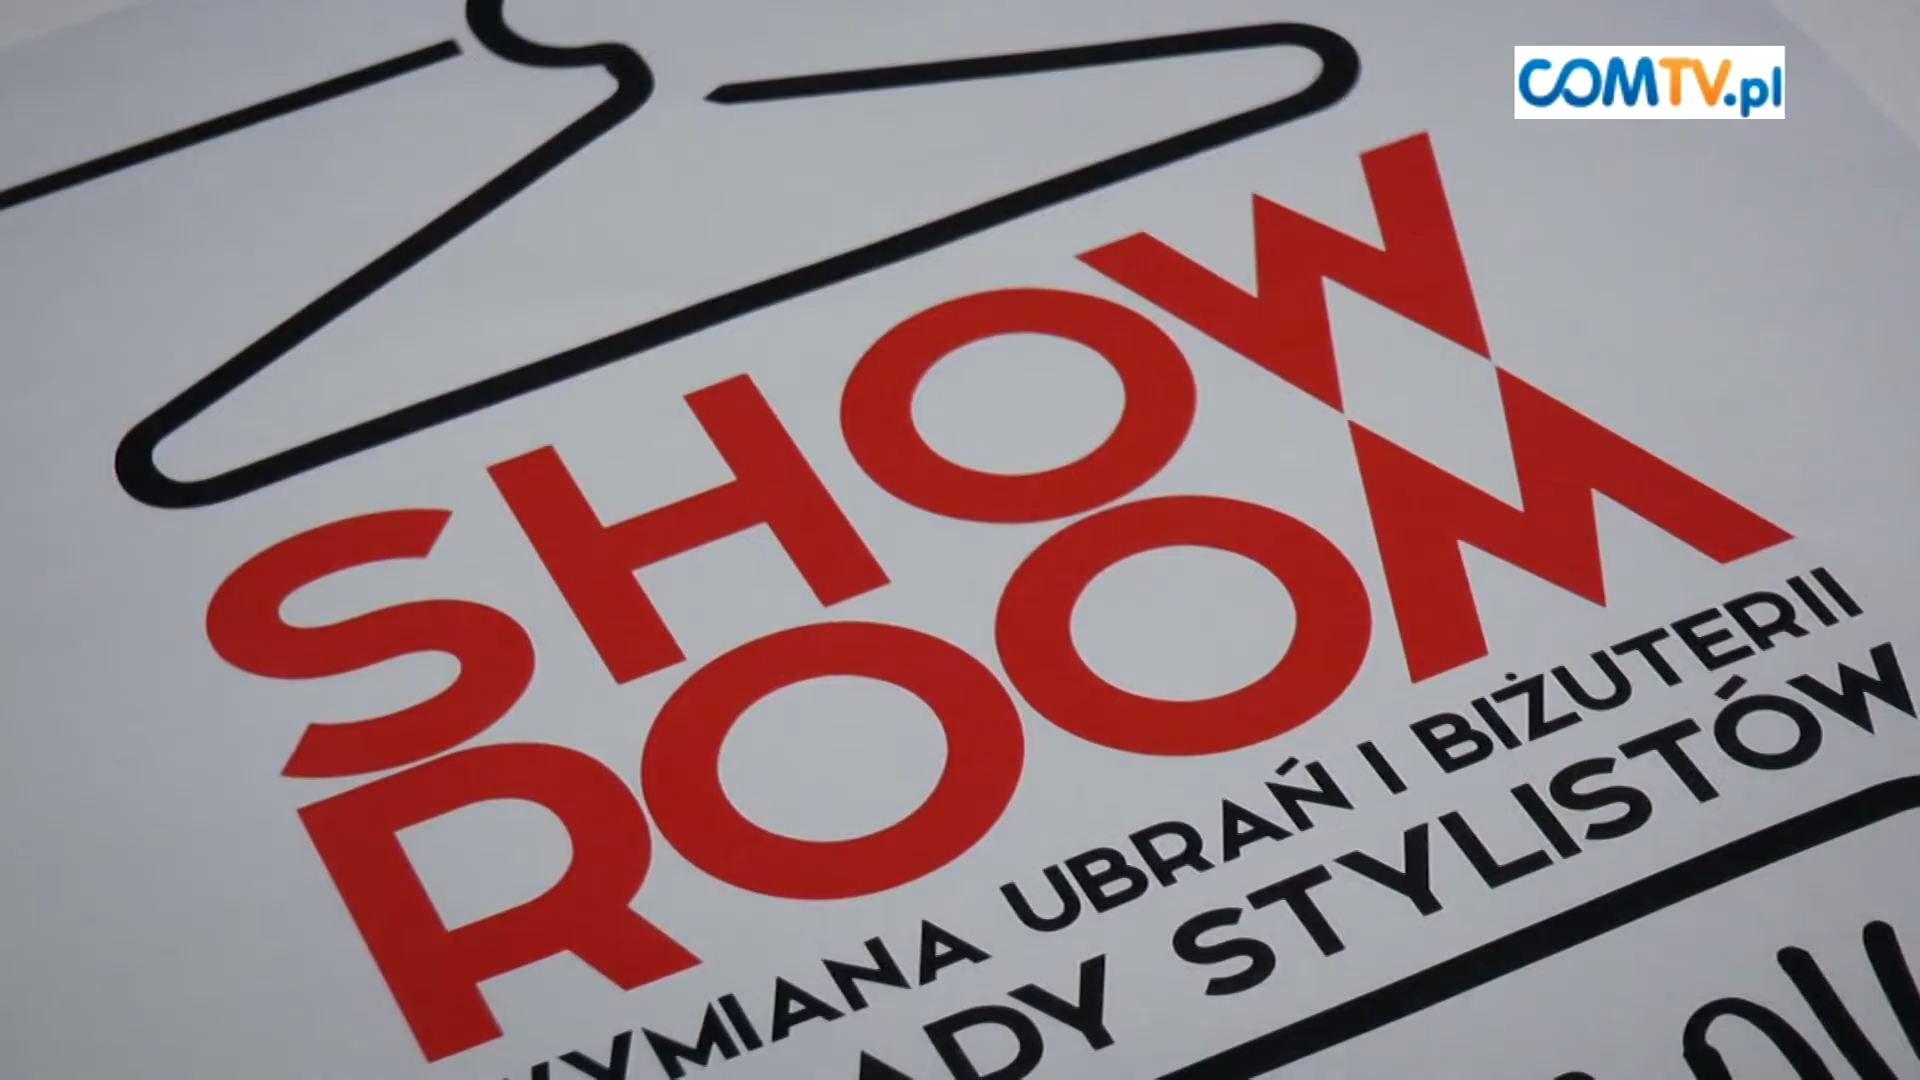 COMTV.pl
SHOW
ROOM
WYMIANA UBRAŃ I BIŻUTERII
STYLISTÓW